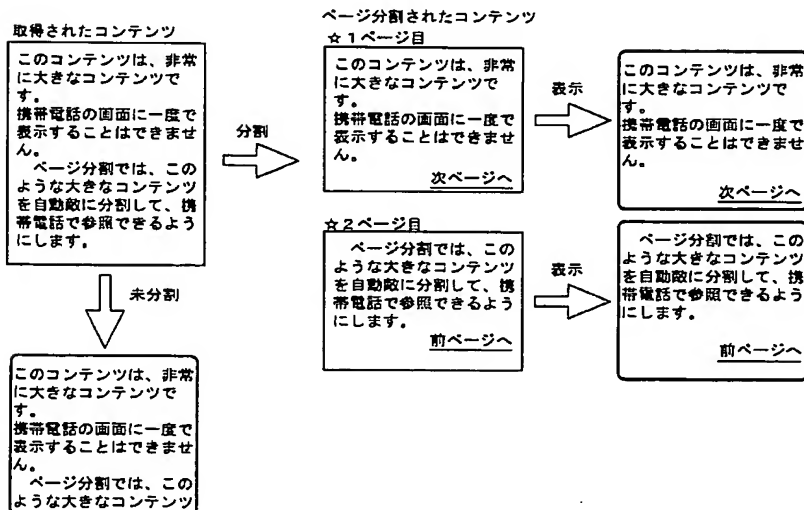 取得されたコンテンツ
このコンテンツは、非常
に大きなコンテンツで
す。
携帯電話の画面に一度で
表示することはできませ
ん。
　ページ分割では、この
ような大きなコンテンツ
を自動敵に分割して、携
帯電話で参照できるよう
にします。
分割
未分割
このコンテンツは、非常
に大きなコンテンツで
す。
携帯電話の画面に一度で
表示することはできませ
ん。
　ページ分割では、この
ような大きなコンテンツ
ページ分割されたコンテンツ
☆１ページ目
このコンテンツは、非常
に大きなコンテンツで
す。
携帯電話の画面に一度で
表示することはできませ
ん。
次ページへ
表示
このコンテンツは、非常
に大きなコンテンツで
す。
携帯電話の画面に一度で
表示することはできませ
ん。
次ページへ
☆２ページ目
　ページ分割では、この
ような大きなコンテンツ
を自動敵に分割して、携
帯電話で参照できるよう
にします。
前ページへ
表示
　ページ分割では、この
ような大きなコンテンツ
を自動敵に分割して、携
帯電話で参照できるよう
にします。
前ページへ